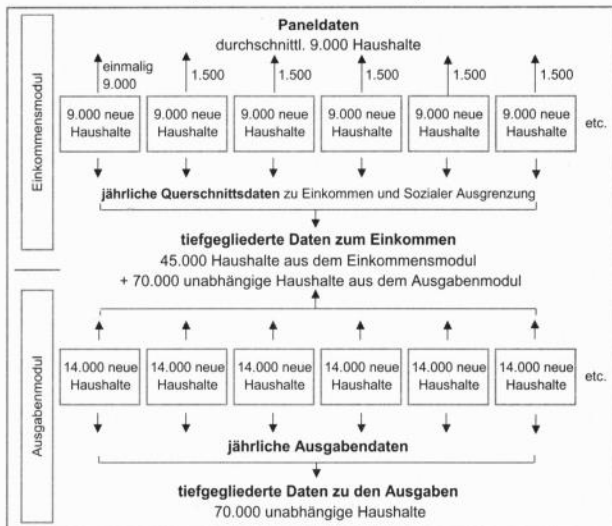 Paneldaten
durchschnittl. 9.000 Haushalte
einmalig
9.000
1.500
1.500
1.500
1.500
1.500
Einkommensmodul
9.000 neue
Haushalte
9.000 neue
Haushalte
9.000 neue
Haushalte
9.000 neue
Haushalte
9.000 neue
Haushalte
9.000 neue
Haushalte
etc.
jährliche Querschnittsdaten zu Einkommen und Sozialer Ausgrenzung
tiefgegliederte Daten zum Einkommen
45.000 Haushalte aus dem Einkommensmodul
+ 70.000 unabhängige Haushalte aus dem Ausgabenmodul
Ausgabenmodul
14.000 neue
Haushalte
14.000 neue
Haushalte
14.000 neue
Haushalte
14.000 neue
Haushalte
14.000 neue
Haushalte
14.000 neue
Haushalte
etc.
jährliche Ausgabendaten
tiefgegliederte Daten zu den Ausgaben
70.000 unabhängige Haushalte